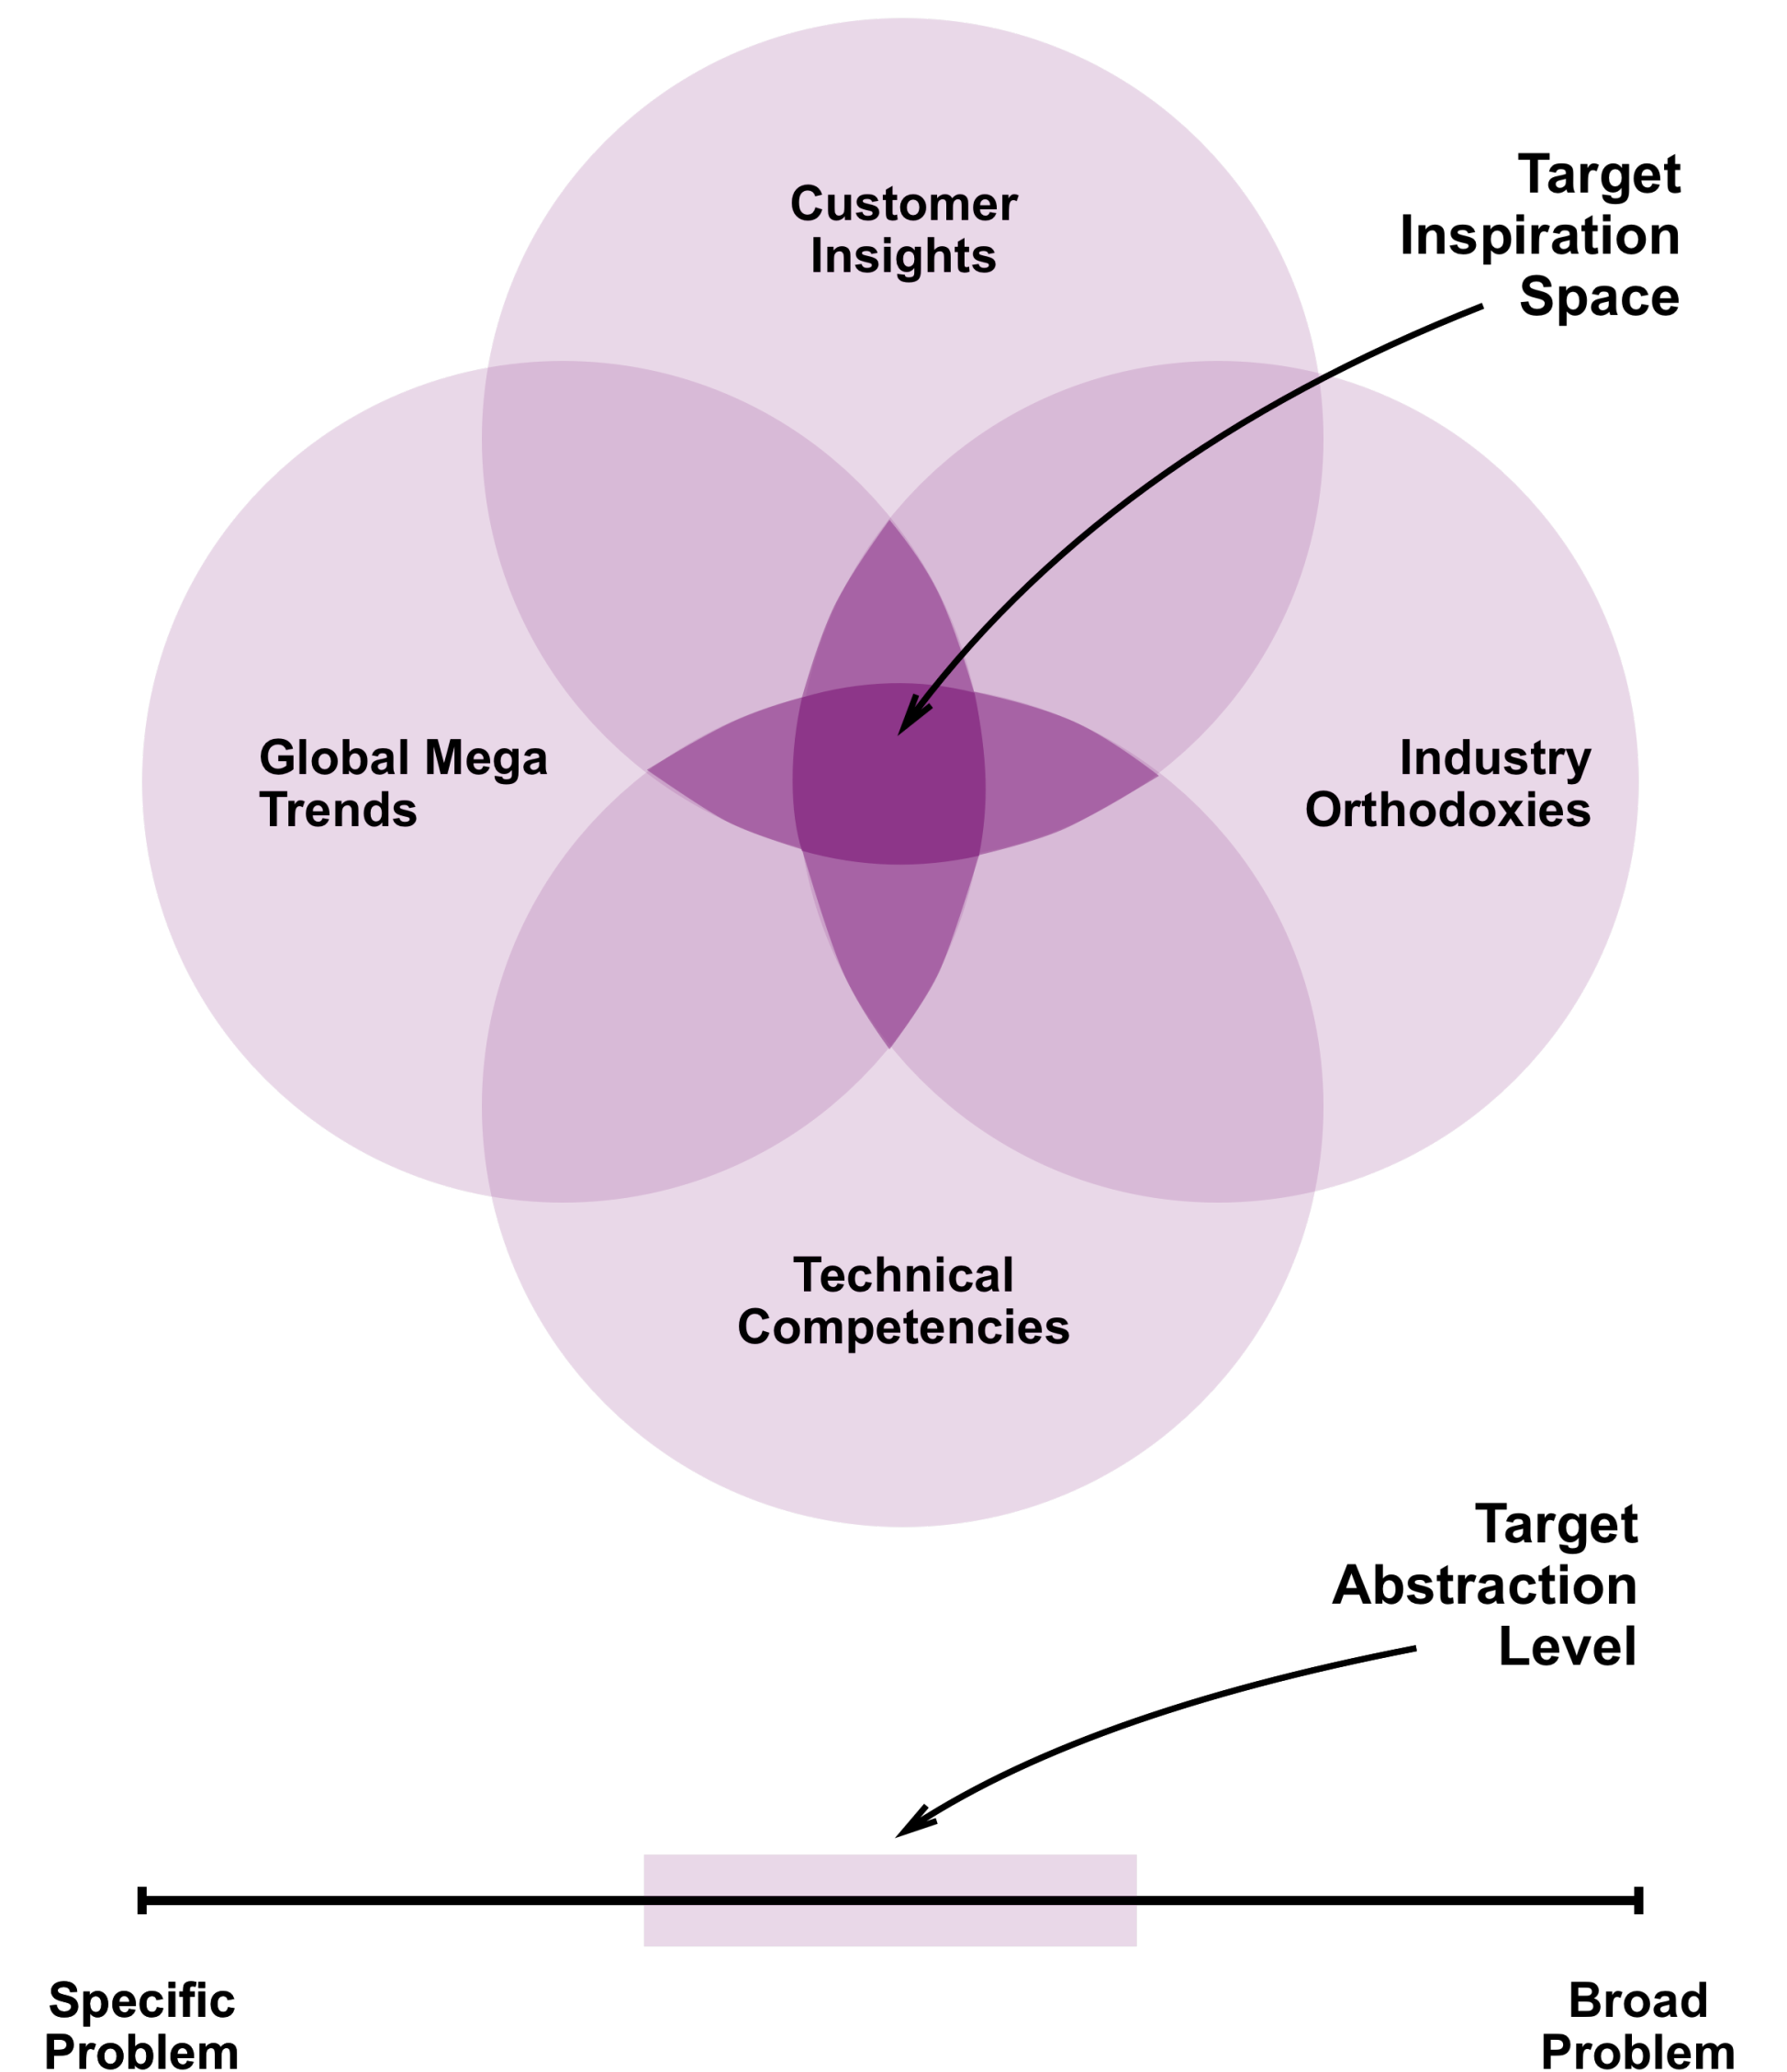 Customer
Insights
Target
Inspiration
Space
Global Mega
Trends
Industry
Orthodoxies
Technical
Competencies
Target
Abstraction
Level
Specific
Problem
Broad
Problem